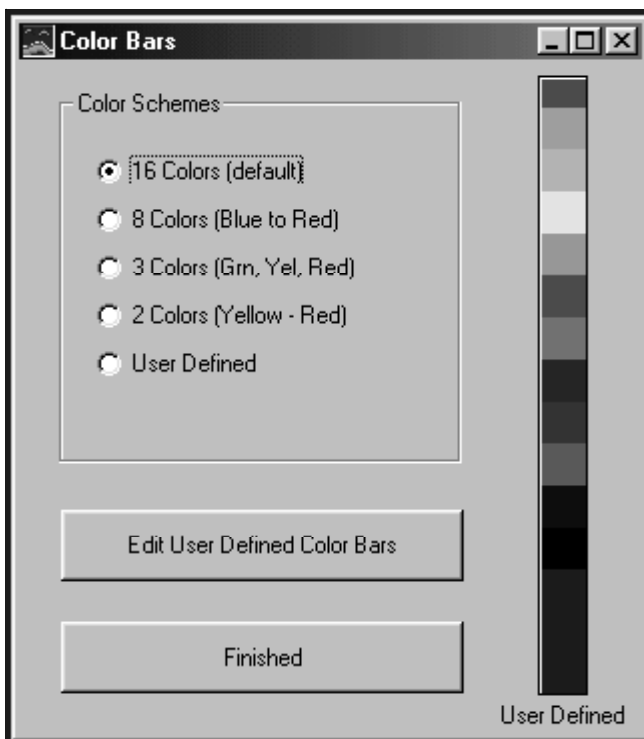 Color Bars
Color Schemes
16 Colors (default)
8 Colors (Blue to Red)
3 Colors (Grn, Yel, Red)
2 Colors (Yellow - Red)
User Defined
Edit User Defined Color Bars
Finished
User Defined